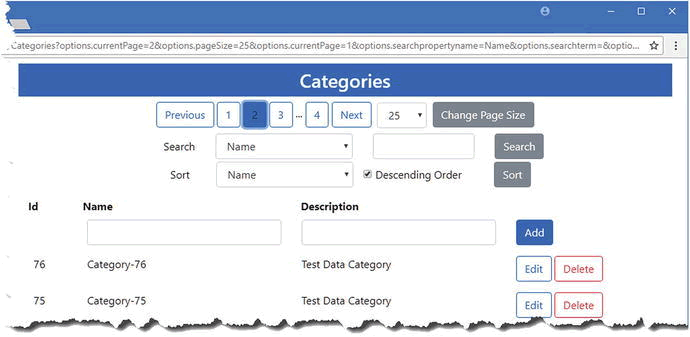 Categories?options.currentPage=2&options.pageSize=25&options.currentPage=1&options.searchpropertyname=Name&options.searchterm=&optio...
Categories
Previous 1 2 3 ... 4 Next 25 Change Page Size
Search Name Search
Sort Name Descending Order Sort
Id Name Description
Add
76 Category-76 Test Data Category Edit Delete
75 Category-75 Test Data Category Edit Delete